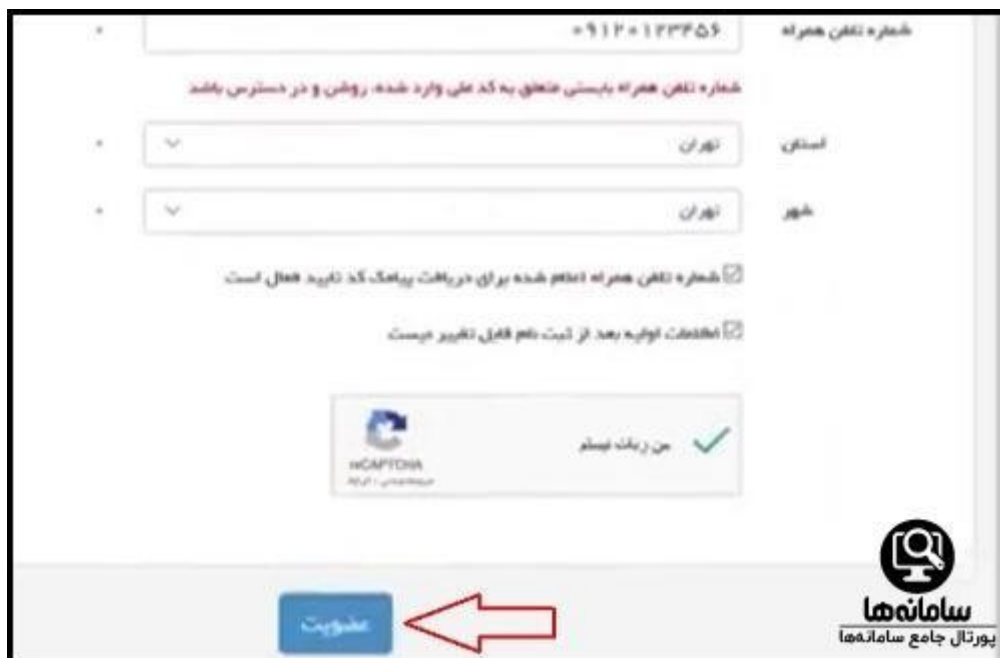 شماره تلفن همراه
۰۹۱۲۰۱۲۳۴۵۶
شماره تلفن همراه بایستی متعلق به کد ملی وارد شده، روشن و در دسترس باشد
استان
تهران
شهر
تهران
شماره تلفن همراه اعلام شده برای دریافت پیامک کد تایید فعال است
اطلاعات اولیه بعد از ثبت نام قابل تغییر نیست
من ربات نیستم
reCAPTCHA
عضویت
سامانه‌ها
پورتال جامع سامانه‌ها